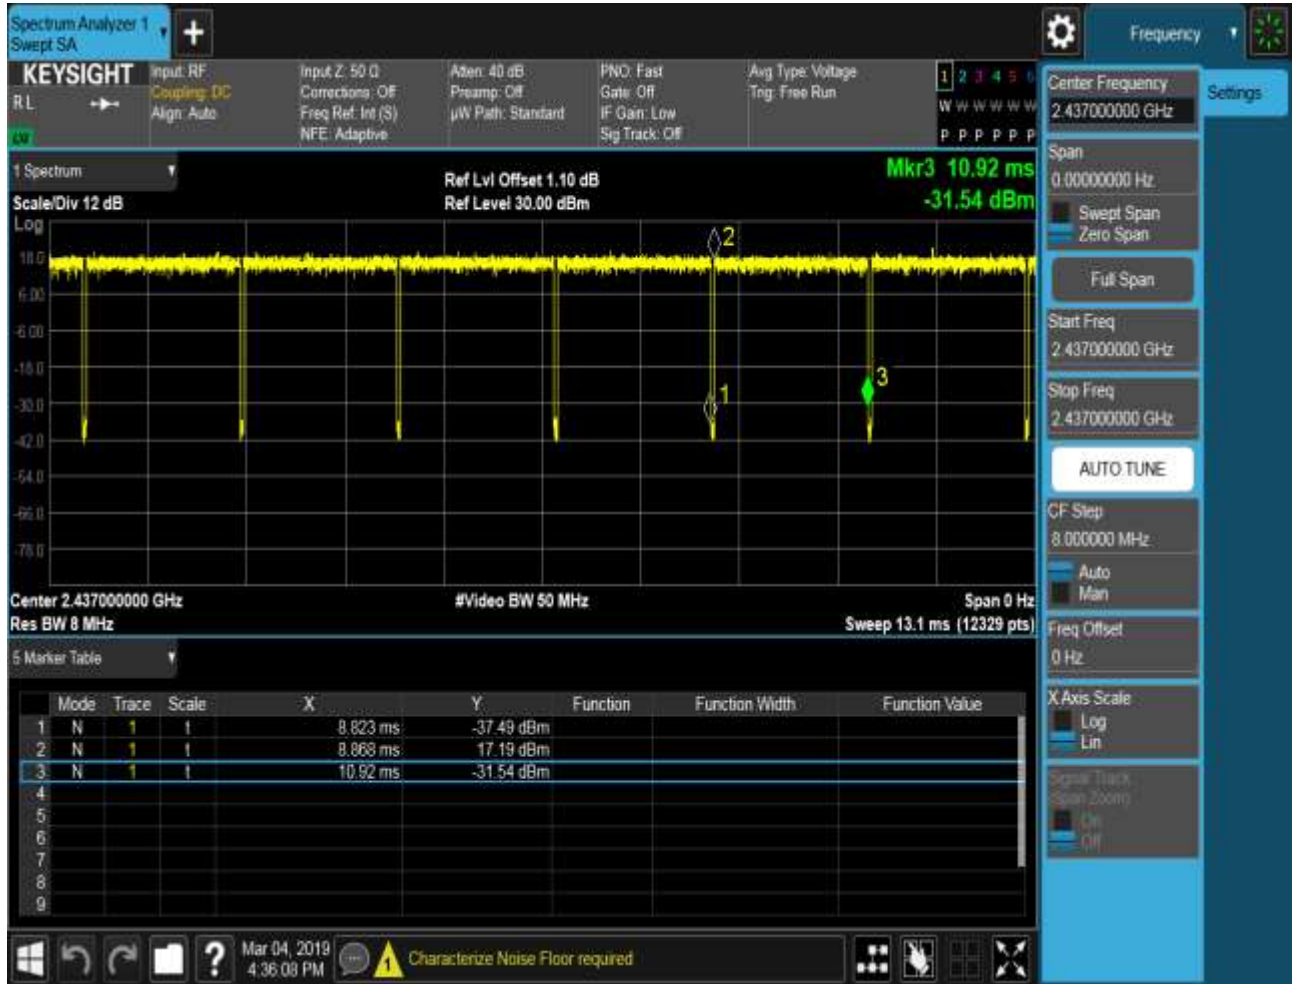 Spectrum Analyzer 1
Swept SA
+
Frequency
KEYSIGHT
RL
Input: RF
Coupling: DC
Align: Auto
Input Z: 50 Ω
Corrections: Off
Freq Ref: Int (S)
NFE: Adaptive
Atten: 40 dB
Preamp: Off
µW Path: Standard
PNO: Fast
Gate: Off
IF Gain: Low
Sig Track: Off
Avg Type: Voltage
Trig: Free Run
1 2 3 4 5 6
W W W W W W
P P P P P P
1 Spectrum
Scale/Div 12 dB
Ref Lvl Offset 1.10 dB
Ref Level 30.00 dBm
Mkr3 10.92 ms
-31.54 dBm
Log
18.0
6.00
-6.00
-18.0
-30.0
-42.0
-54.0
-66.0
-78.0
2
1
3
Center 2.437000000 GHz
#Video BW 50 MHz
Span 0 Hz
Res BW 8 MHz
Sweep 13.1 ms (12329 pts)
5 Marker Table
Mode Trace Scale X Y Function Function Width Function Value
1 N 1 t 8.823 ms -37.49 dBm
2 N 1 t 8.868 ms 17.19 dBm
3 N 1 t 10.92 ms -31.54 dBm
4
5
6
7
8
9
Mar 04, 2019
4:36:08 PM
?
1
Characterize Noise Floor required
Center Frequency
2.437000000 GHz
Settings
Span
0.00000000 Hz
Swept Span
Zero Span
Full Span
Start Freq
2.437000000 GHz
Stop Freq
2.437000000 GHz
AUTO TUNE
CF Step
8.000000 MHz
Auto
Man
Freq Offset
0 Hz
X Axis Scale
Log
Lin
Signal Track
(Span Zoom)
On
Off